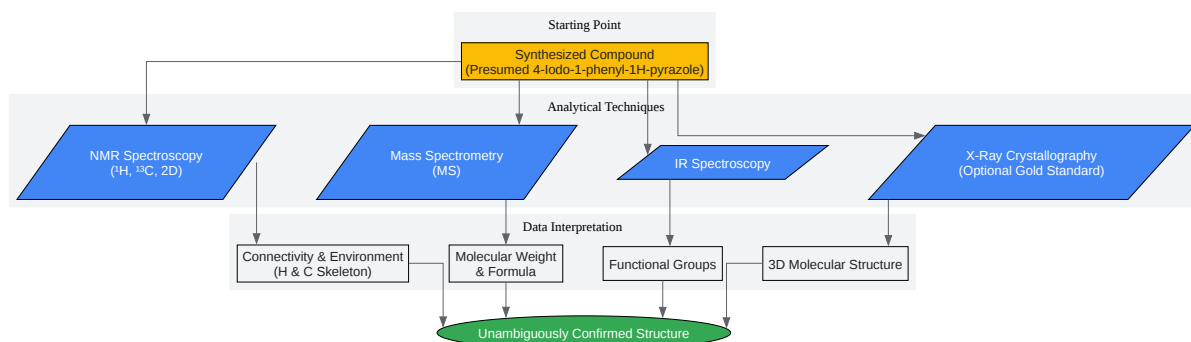 Starting Point
Synthesized Compound
(Presumed 4-Iodo-1-phenyl-1H-pyrazole)
Analytical Techniques
NMR Spectroscopy
(¹H, ¹³C, 2D)
Mass Spectrometry
(MS)
IR Spectroscopy
X-Ray Crystallography
(Optional Gold Standard)
Data Interpretation
Connectivity & Environment
(H & C Skeleton)
Molecular Weight
& Formula
Functional Groups
3D Molecular Structure
Unambiguously Confirmed Structure